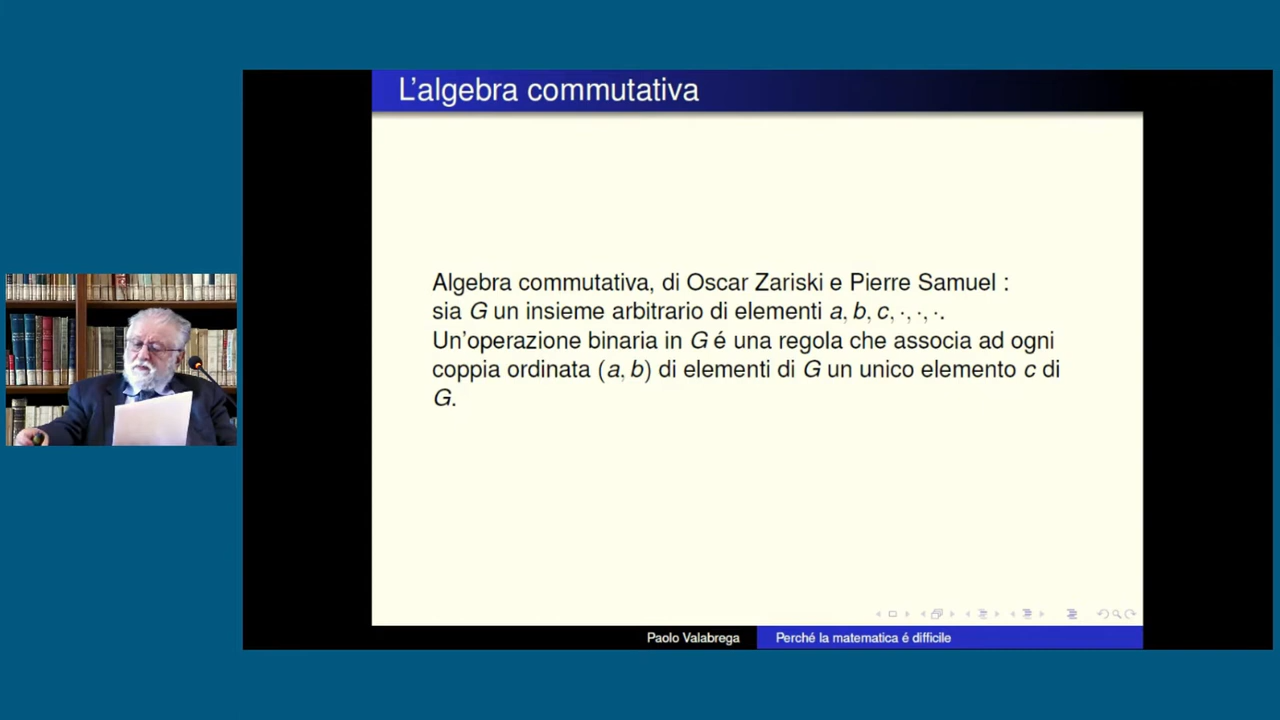 L'algebra commutativa
Algebra commutativa, di Oscar Zariski e Pierre Samuel :
sia G un insieme arbitrario di elementi a, b, c, ·, ·, ·.
Un'operazione binaria in G é una regola che associa ad ogni
coppia ordinata (a, b) di elementi di G un unico elemento c di
G.
Paolo Valabrega
Perché la matematica é difficile